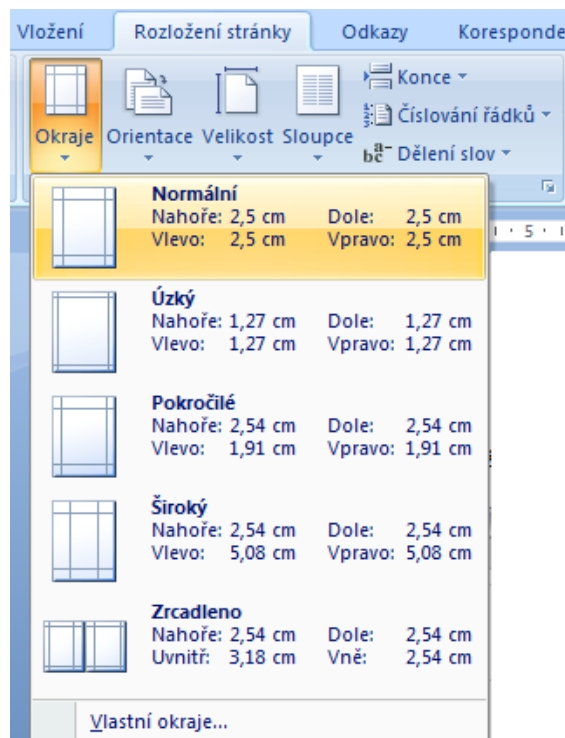 Vložení Rozložení stránky Odkazy Koresponde
Konce
Číslování řádků
Okraje Orientace Velikost Sloupce
Dělení slov
5
Normální
Nahoře: 2,5 cm Dole: 2,5 cm
Vlevo: 2,5 cm Vpravo: 2,5 cm
Úzký
Nahoře: 1,27 cm Dole: 1,27 cm
Vlevo: 1,27 cm Vpravo: 1,27 cm
Pokročilé
Nahoře: 2,54 cm Dole: 2,54 cm
Vlevo: 1,91 cm Vpravo: 1,91 cm
Široký
Nahoře: 2,54 cm Dole: 2,54 cm
Vlevo: 5,08 cm Vpravo: 5,08 cm
Zrcadleno
Nahoře: 2,54 cm Dole: 2,54 cm
Uvnitř: 3,18 cm Vně: 2,54 cm
Vlastní okraje...